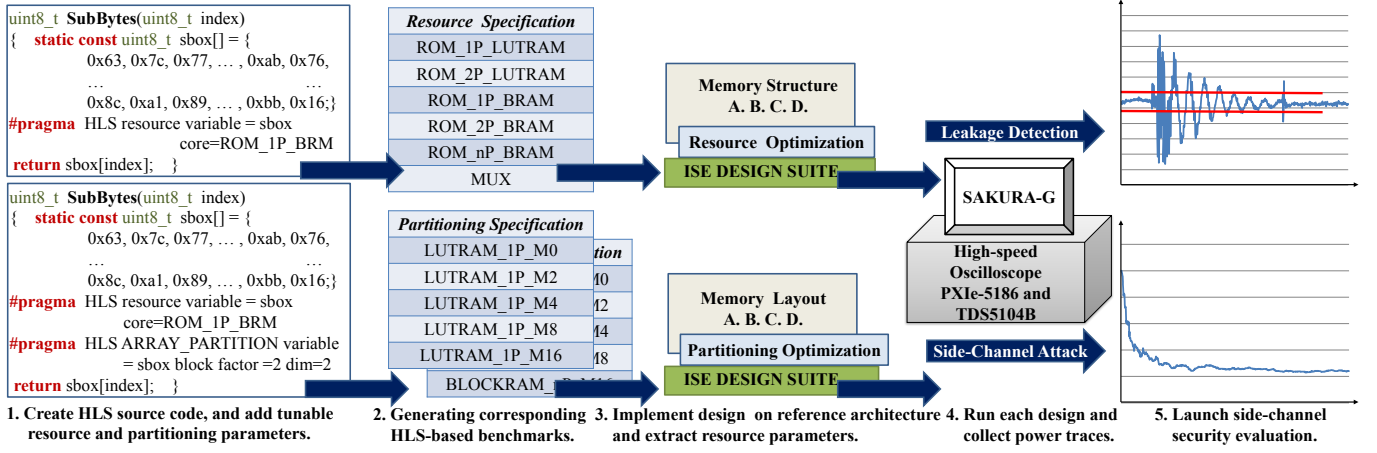 uint8_t SubBytes(uint8_t index)
{ static const uint8_t sbox[] = {
0x63, 0x7c, 0x77, … , 0xab, 0x76,
… …
0x8c, 0xa1, 0x89, … , 0xbb, 0x16;}
#pragma HLS resource variable = sbox
core=ROM_1P_BRM
return sbox[index]; }
uint8_t SubBytes(uint8_t index)
{ static const uint8_t sbox[] = {
0x63, 0x7c, 0x77, … , 0xab, 0x76,
… …
0x8c, 0xa1, 0x89, … , 0xbb, 0x16;}
#pragma HLS resource variable = sbox
core=ROM_1P_BRM
#pragma HLS ARRAY_PARTITION variable
= sbox block factor =2 dim=2
return sbox[index]; }
1. Create HLS source code, and add tunable
resource and partitioning parameters.
Resource Specification
ROM_1P_LUTRAM
ROM_2P_LUTRAM
ROM_1P_BRAM
ROM_2P_BRAM
ROM_nP_BRAM
MUX
Partitioning Specification
LUTRAM_1P_M0
LUTRAM_1P_M2
LUTRAM_1P_M4
LUTRAM_1P_M8
LUTRAM_1P_M16
tion
M0
M2
M4
M8
2. Generating corresponding
HLS-based benchmarks.
Memory Structure
A. B. C. D.
Resource Optimization
ISE DESIGN SUITE
Memory Layout
A. B. C. D.
Partitioning Optimization
ISE DESIGN SUITE
3. Implement design on reference architecture
and extract resource parameters.
Leakage Detection
SAKURA-G
High-speed
Oscilloscope
PXIe-5186 and
TDS5104B
Side-Channel Attack
4. Run each design and
collect power traces.
5. Launch side-channel
security evaluation.